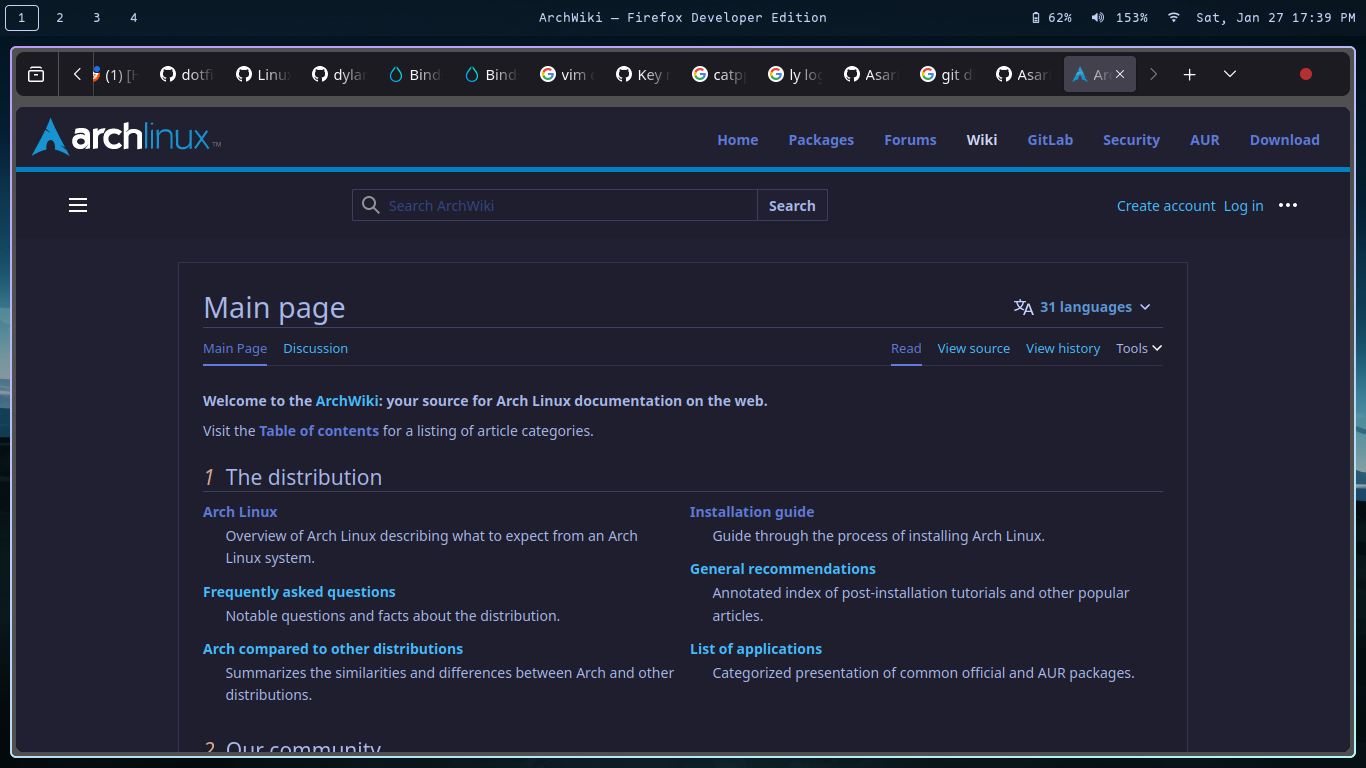 1 2 3 4 ArchWiki — Firefox Developer Edition 62% 153% Sat, Jan 27 17:39 PM
(1) [ dotfi Linu dylar Bind Bind vim Key catp ly log Asar git d Asar Ar
archlinux™ Home Packages Forums Wiki GitLab Security AUR Download
Search ArchWiki Search Create account Log in
Main page 31 languages
Main Page Discussion Read View source View history Tools
Welcome to the ArchWiki: your source for Arch Linux documentation on the web.
Visit the Table of contents for a listing of article categories.
1 The distribution
Arch Linux
Overview of Arch Linux describing what to expect from an Arch
Linux system.
Frequently asked questions
Notable questions and facts about the distribution.
Arch compared to other distributions
Summarizes the similarities and differences between Arch and other
distributions.
Installation guide
Guide through the process of installing Arch Linux.
General recommendations
Annotated index of post-installation tutorials and other popular
articles.
List of applications
Categorized presentation of common official and AUR packages.
2 Our community